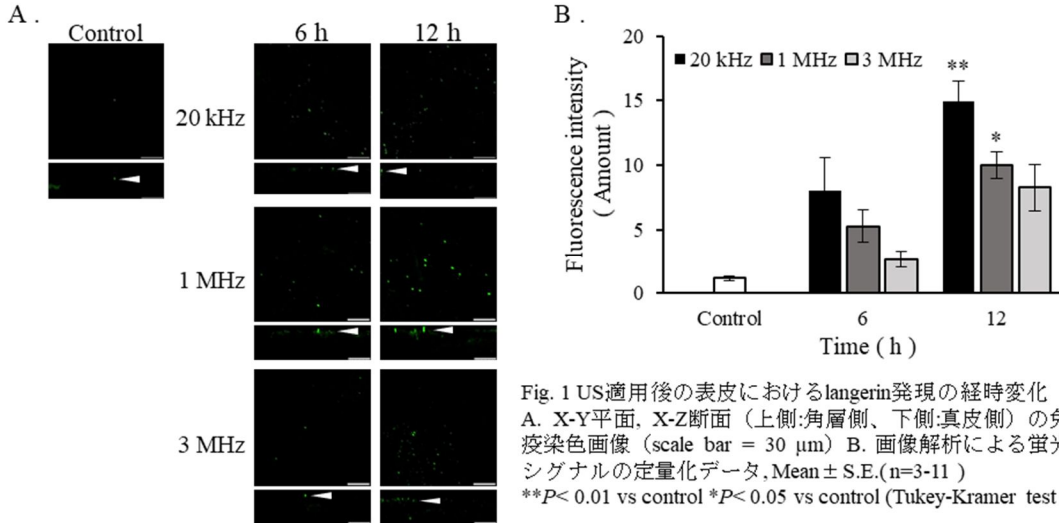 A .
Control
6 h
12 h
20 kHz
1 MHz
3 MHz
B .
20
15
10
5
0
Fluorescence intensity
( Amount )
20 kHz 1 MHz 3 MHz
**
*
Control 6 12
Time ( h )
Fig. 1 US適用後の表皮におけるlangerin発現の経時変化
A. X-Y平面, X-Z断面（上側:角層側、下側:真皮側）の免
疫染色画像（scale bar = 30 μm）B. 画像解析による蛍光
シグナルの定量化データ, Mean ± S.E.( n=3-11 )
**P< 0.01 vs control *P< 0.05 vs control (Tukey-Kramer test